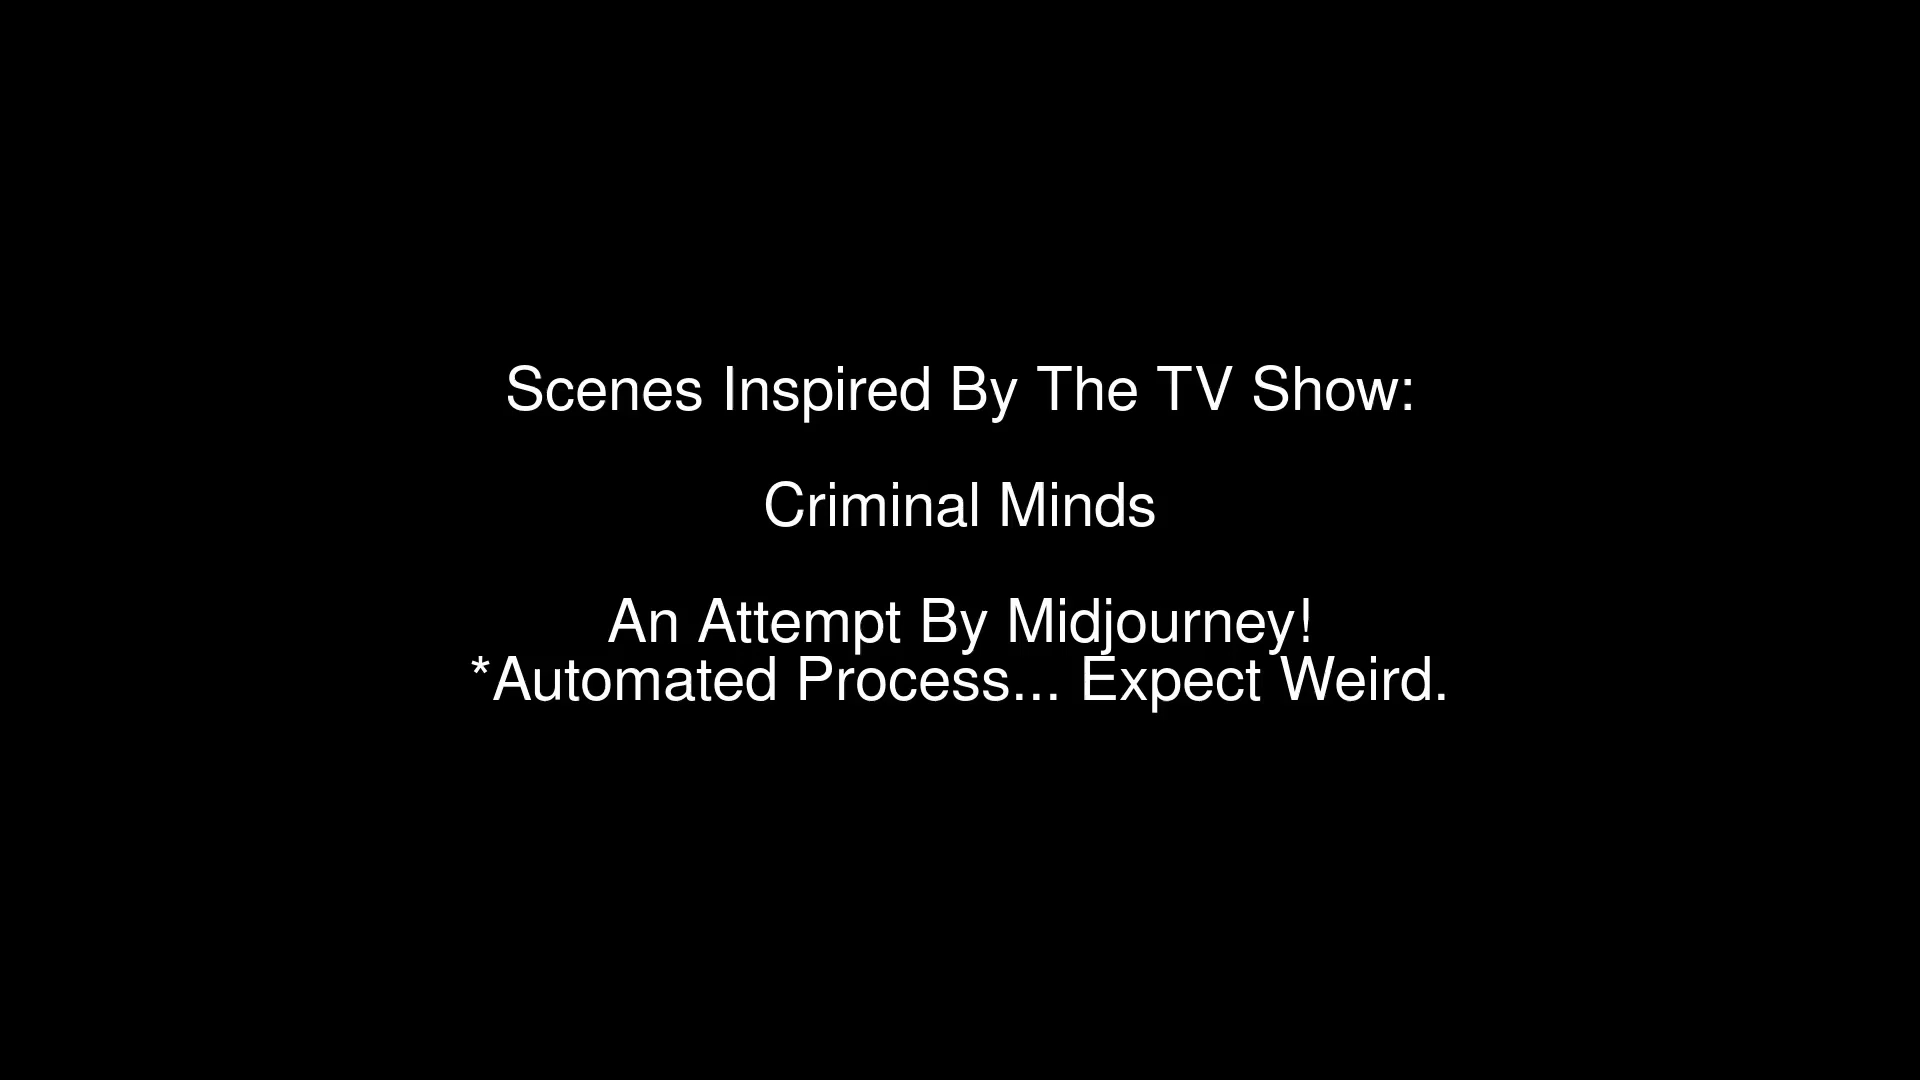 Scenes Inspired By The TV Show:
Criminal Minds
An Attempt By Midjourney!
*Automated Process... Expect Weird.